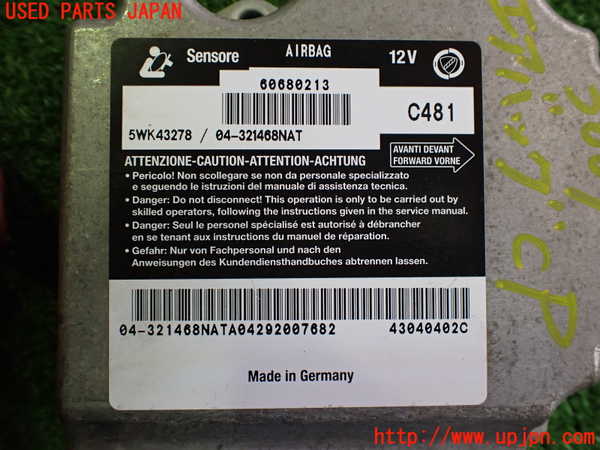 USED PARTS JAPAN
Sensore
AIRBAG
12V
60680213
C481
5WK43278 / 04-321468NAT
AVANTI DEVANT
FORWARD VORNE
ATTENZIONE-CAUTION-ATTENTION-ACHTUNG
• Pericolo! Non scollegare se non da personale specializzato
e seguendo le istruzioni del manuale di assistenza tecnica.
• Danger: Do not disconnect! This operation is only to be carried out by
skilled operators, following the instructions given in the service manual.
• Danger: Seul le personel spécialisé est autorisé à débrancher
en se tenant aux instructions du manuel de réparation.
• Gefahr: Nur von Fachpersonal und nach den
Anweisungen des Kundendiensthandbuches abtrennen lassen.
04-321468NATA04292007682
43040402C
Made in Germany
CP
http://www.upjcn.com/